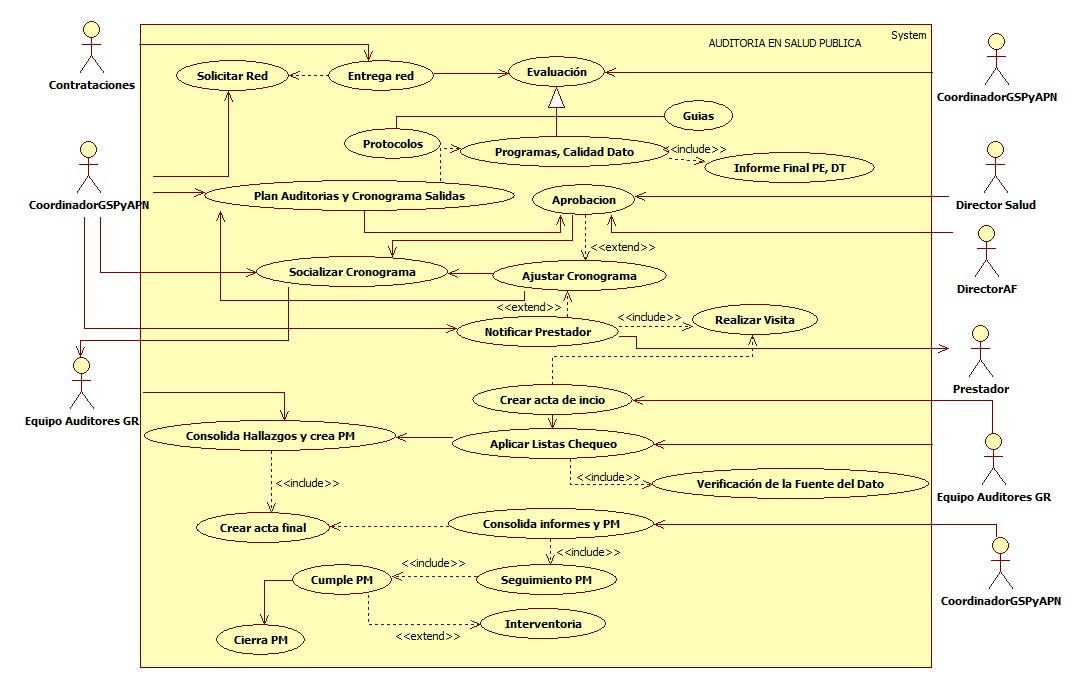 System
AUDITORIA EN SALUD PUBLICA
Contrataciones
Solicitar Red
Entrega red
Evaluación
CoordinadorGSPyAPN
Guias
Protocolos
Programas, Calidad Dato
<<include>>
Informe Final PE, DT
CoordinadorGSPyAPN
Plan Auditorias y Cronograma Salidas
Aprobacion
Director Salud
<<extend>>
Socializar Cronograma
Ajustar Cronograma
DirectorAF
<<extend>>
<<include>>
Notificar Prestador
Realizar Visita
Prestador
Equipo Auditores GR
Crear acta de incio
Consolida Hallazgos y crea PM
Aplicar Listas Chequeo
<<include>>
<<include>>
Verificación de la Fuente del Dato
Equipo Auditores GR
Crear acta final
Consolida informes y PM
<<include>>
<<include>>
Cumple PM
Seguimiento PM
CoordinadorGSPyAPN
Interventoria
<<extend>>
Cierra PM